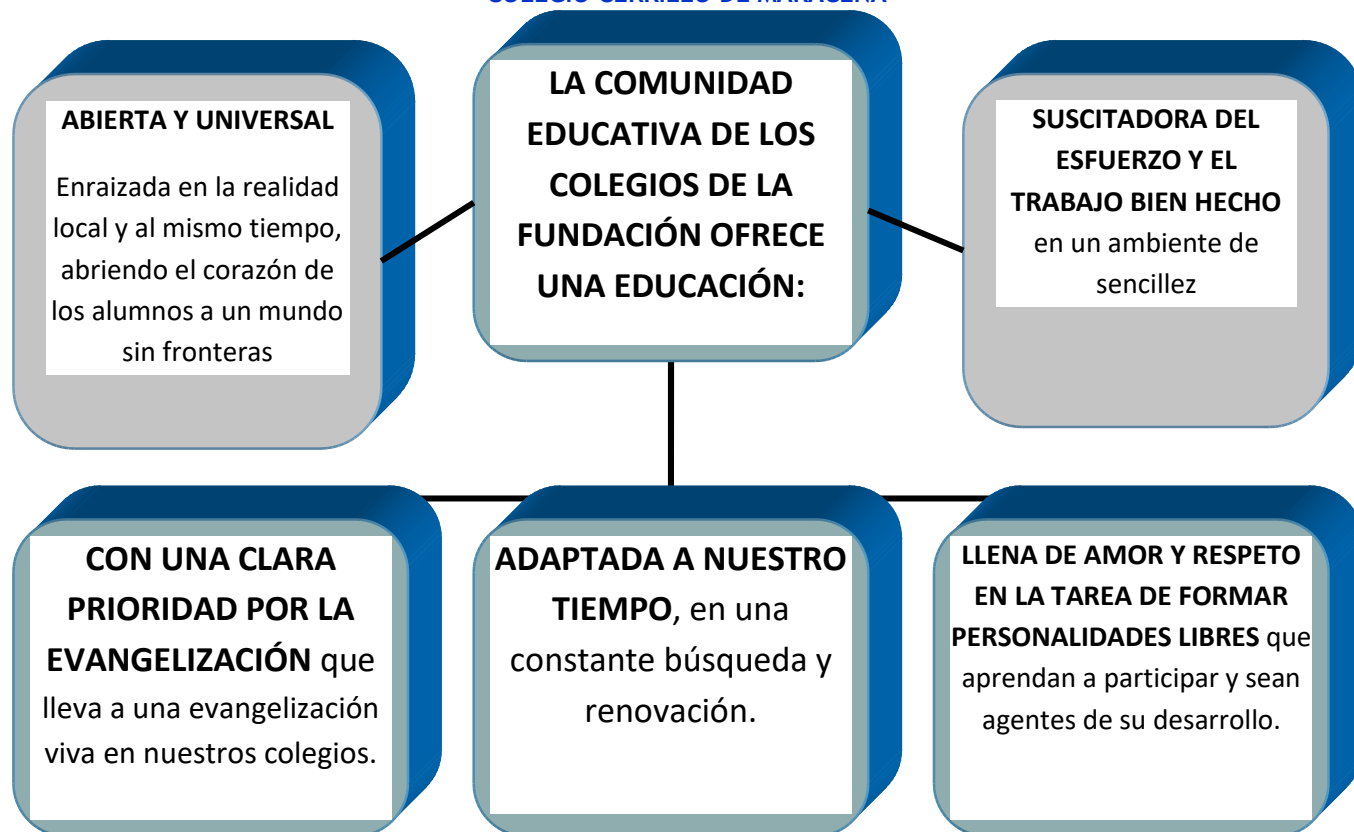 COLEGIO CERRILLO DE MARACENA
LA COMUNIDAD
EDUCATIVA DE LOS
COLEGIOS DE LA
FUNDACIÓN OFRECE
UNA EDUCACIÓN:
ABIERTA Y UNIVERSAL
Enraizada en la realidad
local y al mismo tiempo,
abriendo el corazón de
los alumnos a un mundo
sin fronteras
SUSCITADORA DEL
ESFUERZO Y EL
TRABAJO BIEN HECHO
en un ambiente de
sencillez
CON UNA CLARA
PRIORIDAD POR LA
EVANGELIZACIÓN que
lleva a una evangelización
viva en nuestros colegios.
ADAPTADA A NUESTRO
TIEMPO, en una
constante búsqueda y
renovación.
LLENA DE AMOR Y RESPETO
EN LA TAREA DE FORMAR
PERSONALIDADES LIBRES que
aprendan a participar y sean
agentes de su desarrollo.